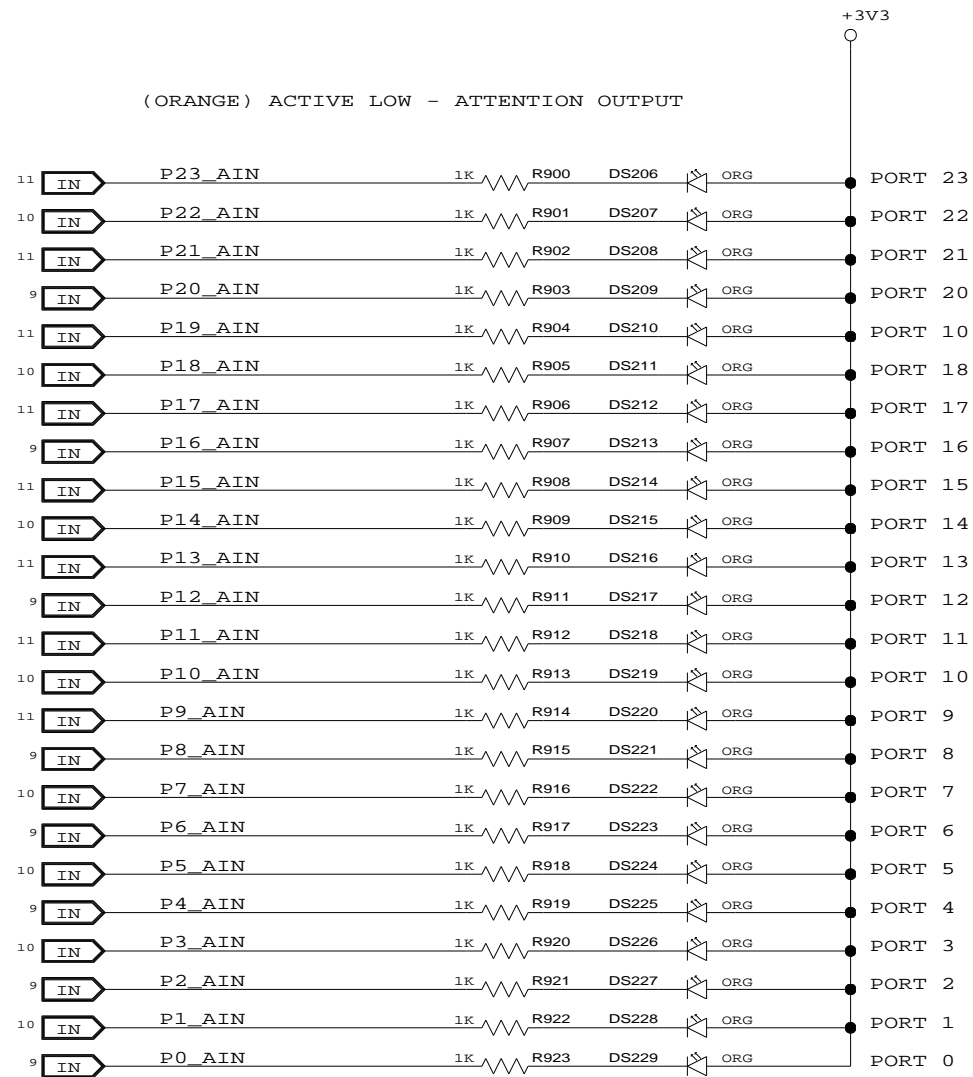 +3V3
(ORANGE) ACTIVE LOW - ATTENTION OUTPUT
11 IN P23_AIN 1K R900 DS206 ORG PORT 23
10 IN P22_AIN 1K R901 DS207 ORG PORT 22
11 IN P21_AIN 1K R902 DS208 ORG PORT 21
9 IN P20_AIN 1K R903 DS209 ORG PORT 20
11 IN P19_AIN 1K R904 DS210 ORG PORT 10
10 IN P18_AIN 1K R905 DS211 ORG PORT 18
11 IN P17_AIN 1K R906 DS212 ORG PORT 17
9 IN P16_AIN 1K R907 DS213 ORG PORT 16
11 IN P15_AIN 1K R908 DS214 ORG PORT 15
10 IN P14_AIN 1K R909 DS215 ORG PORT 14
11 IN P13_AIN 1K R910 DS216 ORG PORT 13
9 IN P12_AIN 1K R911 DS217 ORG PORT 12
11 IN P11_AIN 1K R912 DS218 ORG PORT 11
10 IN P10_AIN 1K R913 DS219 ORG PORT 10
11 IN P9_AIN 1K R914 DS220 ORG PORT 9
9 IN P8_AIN 1K R915 DS221 ORG PORT 8
10 IN P7_AIN 1K R916 DS222 ORG PORT 7
9 IN P6_AIN 1K R917 DS223 ORG PORT 6
10 IN P5_AIN 1K R918 DS224 ORG PORT 5
9 IN P4_AIN 1K R919 DS225 ORG PORT 4
10 IN P3_AIN 1K R920 DS226 ORG PORT 3
9 IN P2_AIN 1K R921 DS227 ORG PORT 2
10 IN P1_AIN 1K R922 DS228 ORG PORT 1
9 IN P0_AIN 1K R923 DS229 ORG PORT 0